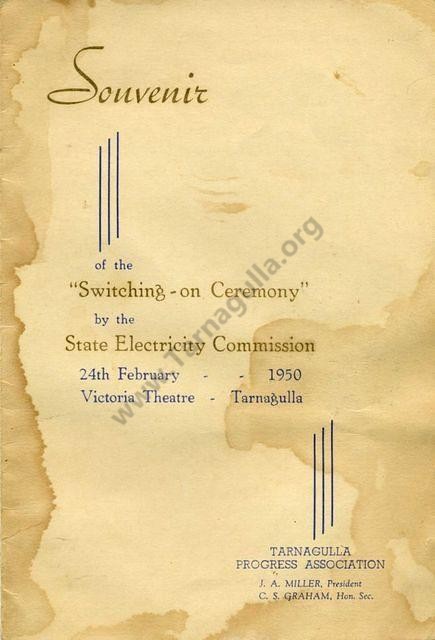 Souvenir
of the
"Switching-on Ceremony"
by the
State Electricity Commission
24th February - - 1950
Victoria Theatre - Tarnagulla
www.Tarnagulla.org
TARNAGULLA
PROGRESS ASSOCIATION
J. A. MILLER, President
C. S. GRAHAM, Hon. Sec.